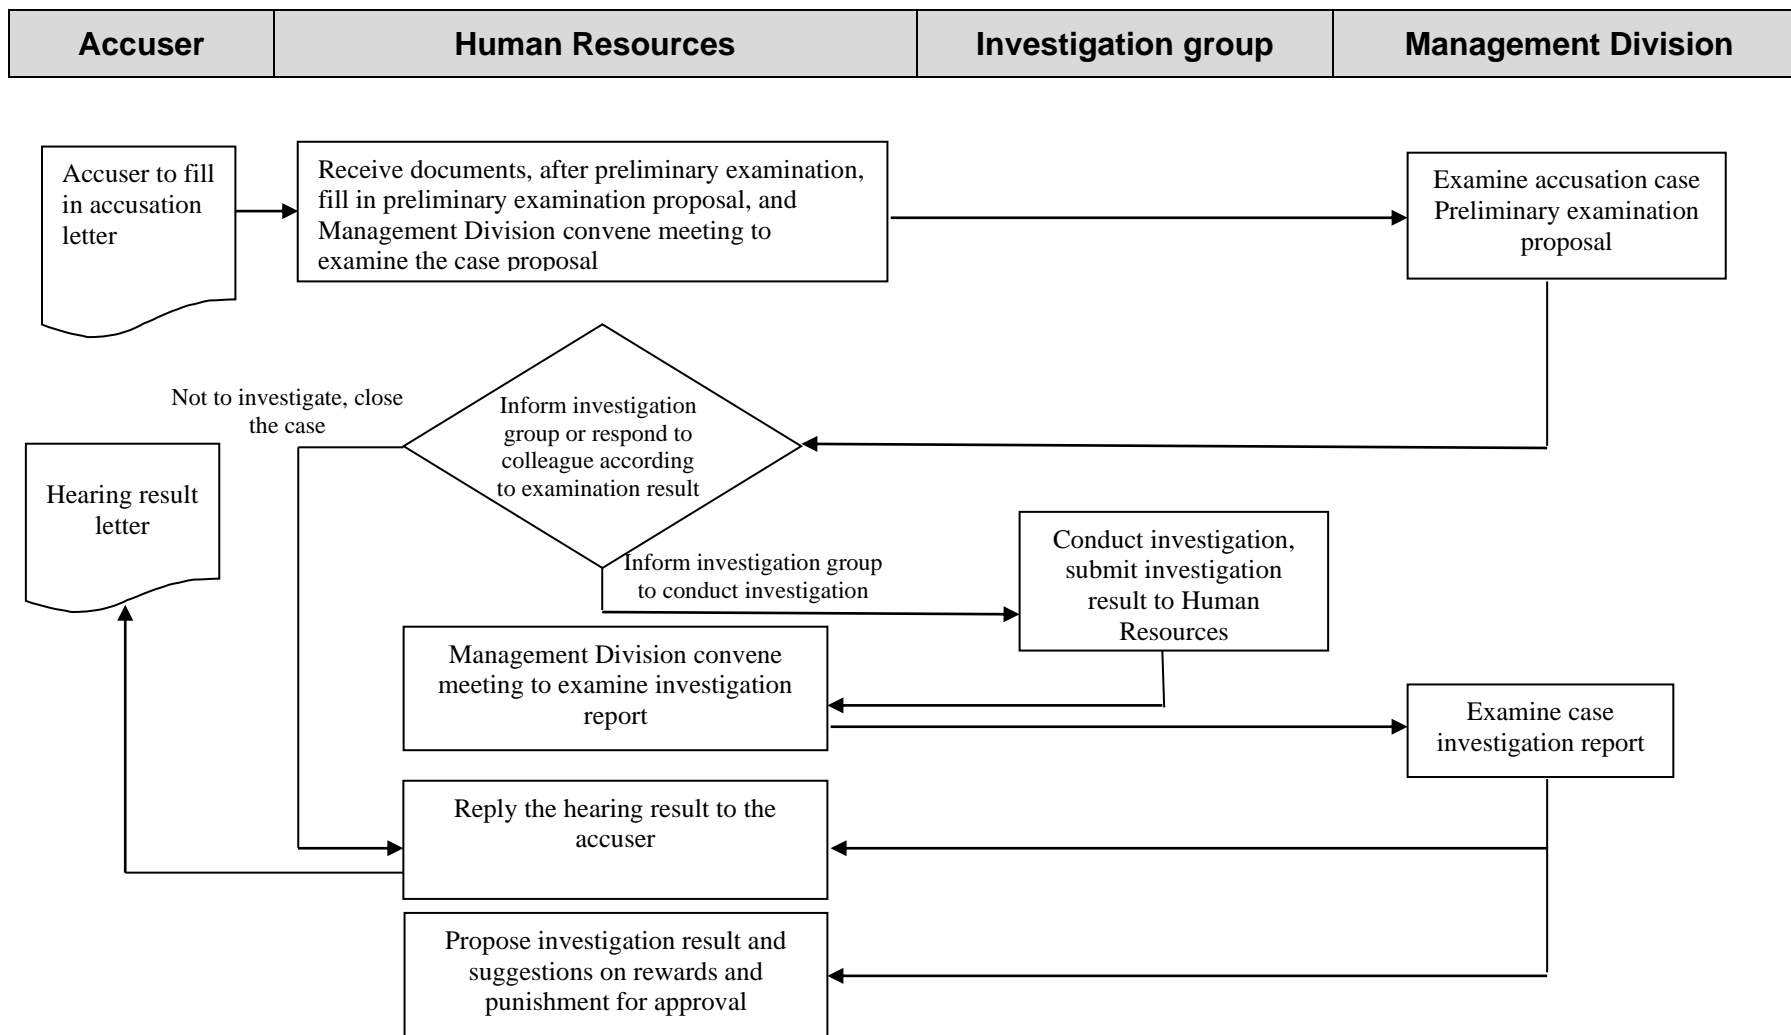 Accuser
Human Resources
Investigation group
Management Division
Accuser to fill
in accusation
letter
Receive documents, after preliminary examination,
fill in preliminary examination proposal, and
Management Division convene meeting to
examine the case proposal
Examine accusation case
Preliminary examination
proposal
Not to investigate, close
the case
Inform investigation
group or respond to
colleague according
to examination result
Hearing result
letter
Inform investigation group
to conduct investigation
Conduct investigation,
submit investigation
result to Human
Resources
Management Division convene
meeting to examine investigation
report
Examine case
investigation report
Reply the hearing result to the
accuser
Propose investigation result and
suggestions on rewards and
punishment for approval